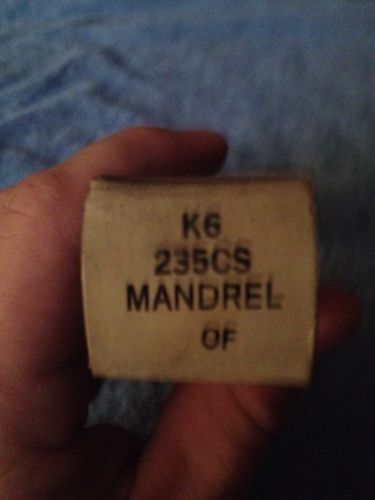 K6
235CS
MANDREL
OF